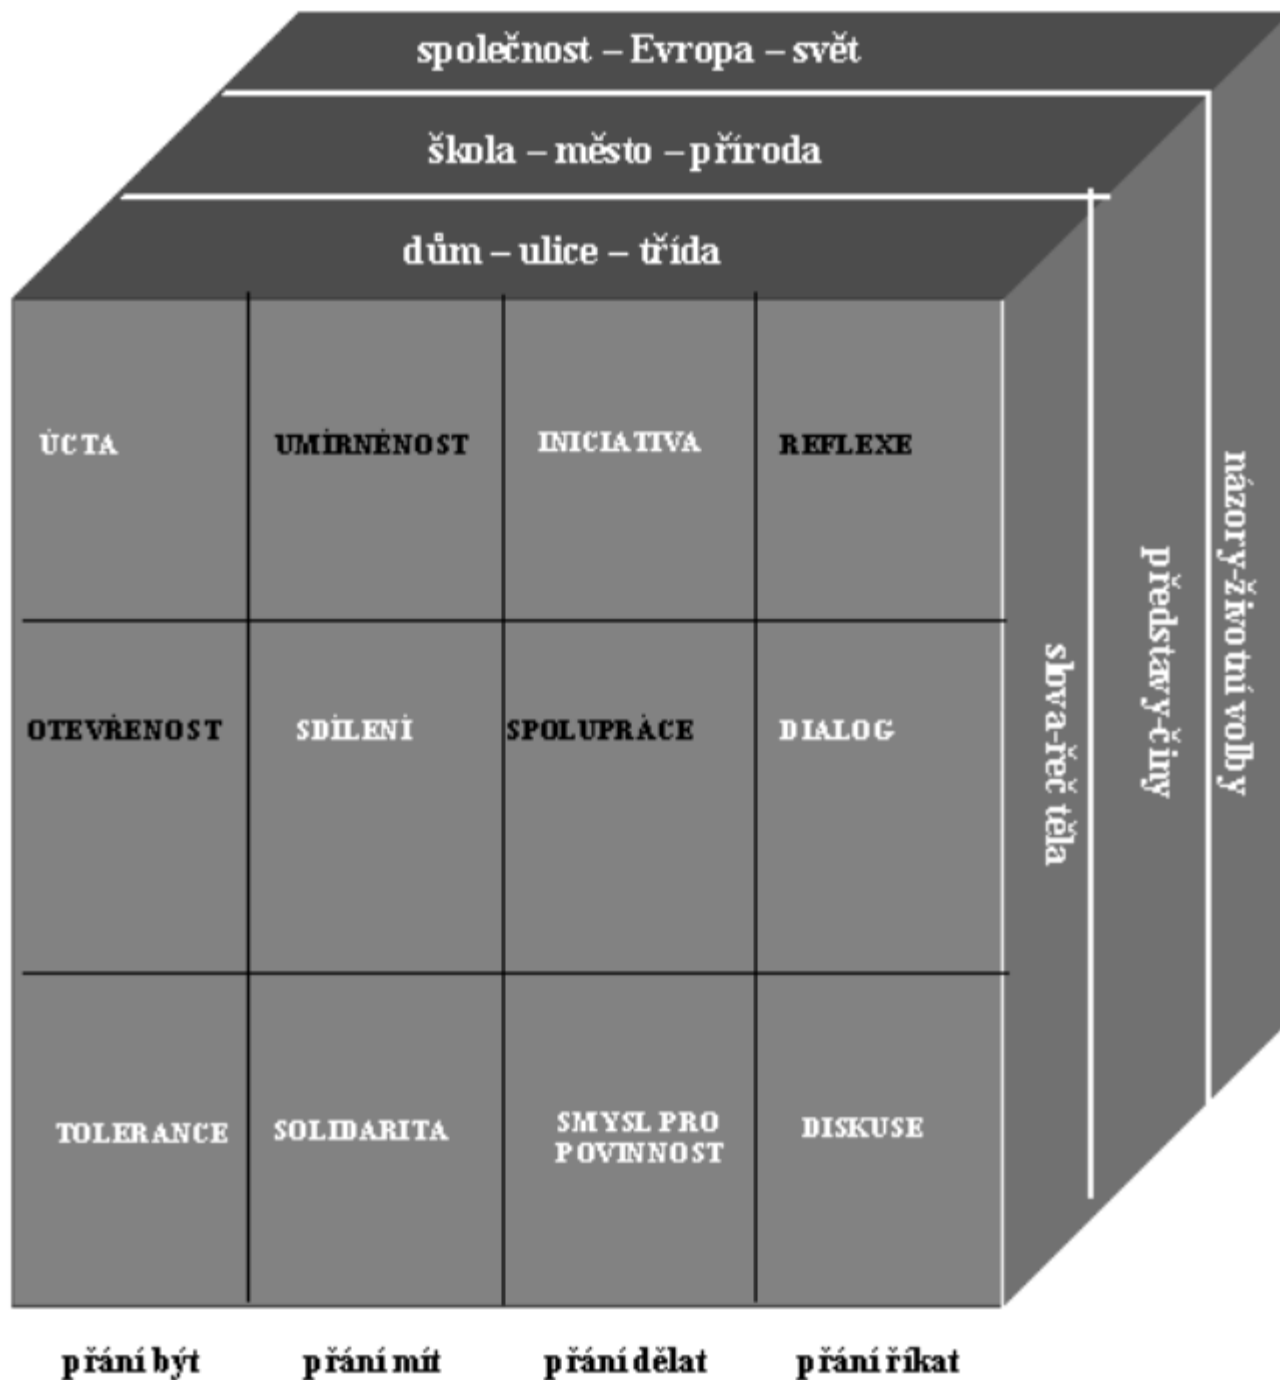 společnost – Evropa – svět
škola – město – příroda
dům – ulice – třída
ÚCTA
UMÍRNĚNOST
INICIATIVA
REFLEXE
OTEVŘENOST
SDÍLENÍ
SPOLUPRÁCE
DIALOG
TOLERANCE
SOLIDARITA
SMYSL PRO
POVINNOST
DISKUSE
slova-řeč těla
představy-činy
názory-životní volby
přání být
přání mít
přání dělat
přání říkat